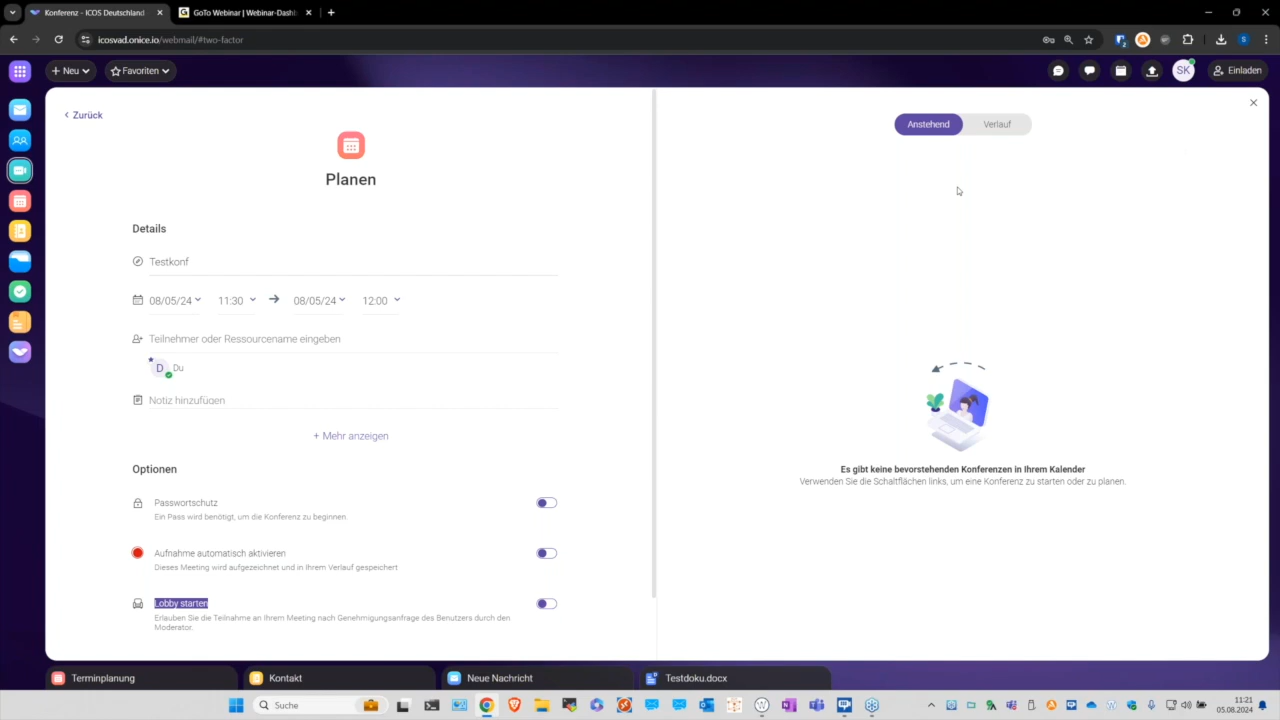 Konferenz - ICOS Deutschland
GoTo Webinar | Webinar-Dashb
icosvad.onice.io/webmail/#two-factor
+ Neu
Favoriten
SK
Einladen
Zurück
Planen
Details
Testkonf
08/05/24
11:30
08/05/24
12:00
Teilnehmer oder Ressourcename eingeben
D
Du
Notiz hinzufügen
+ Mehr anzeigen
Optionen
Passwortschutz
Ein Pass wird benötigt, um die Konferenz zu beginnen.
Aufnahme automatisch aktivieren
Dieses Meeting wird aufgezeichnet und in Ihrem Verlauf gespeichert
Lobby starten
Erlauben Sie die Teilnahme an Ihrem Meeting nach Genehmigungsanfrage des Benutzers durch den
Moderator.
Anstehend
Verlauf
Es gibt keine bevorstehenden Konferenzen in Ihrem Kalender
Verwenden Sie die Schaltflächen links, um eine Konferenz zu starten oder zu planen.
Terminplanung
Kontakt
Neue Nachricht
Testdoku.docx
Suche
11:21
05.08.2024